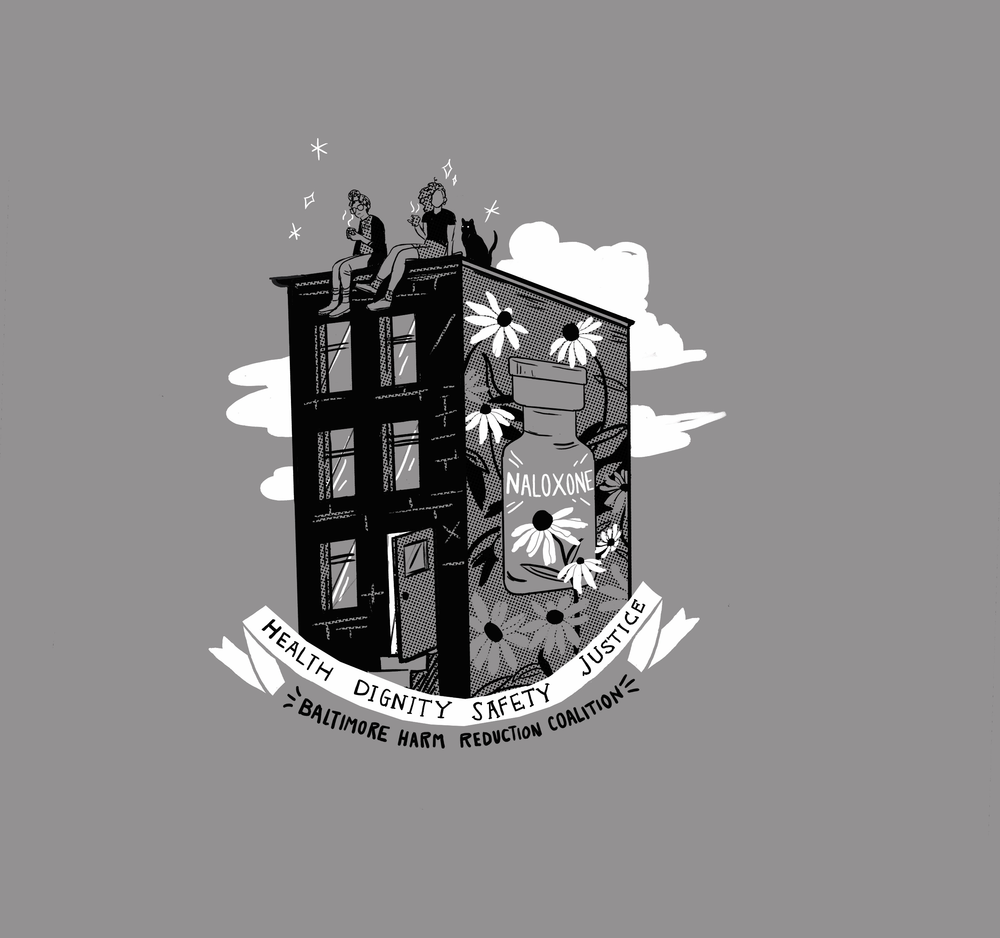 NALOXONE
HEALTH DIGNITY SAFETY JUSTICE
BALTIMORE HARM REDUCTION COALITION